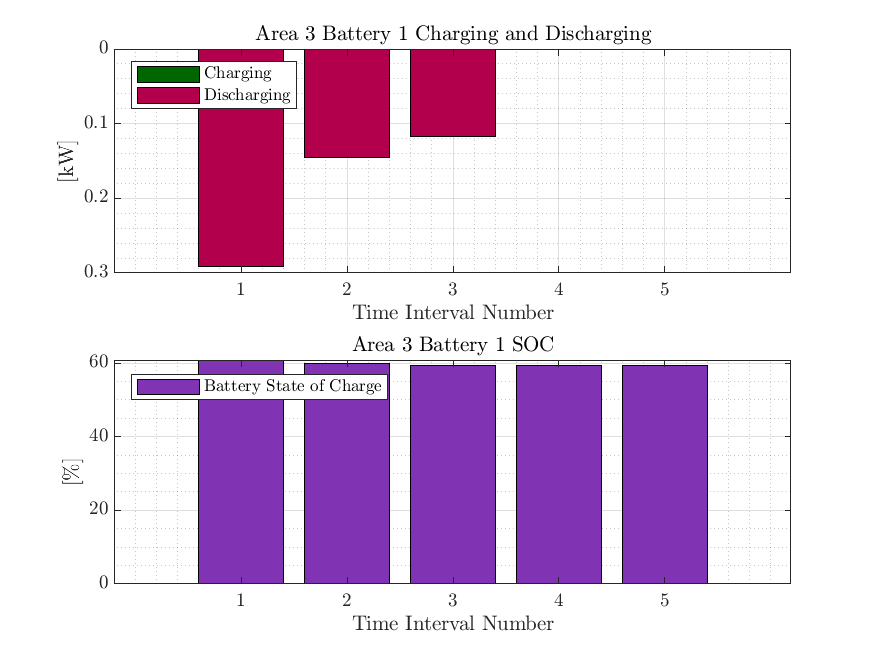 Area 3 Battery 1 Charging and Discharging
0
Charging
Discharging
0.1
[kW]
0.2
0.3
1 2 3 4 5
Time Interval Number
Area 3 Battery 1 SOC
60
Battery State of Charge
40
[%]
20
0
1 2 3 4 5
Time Interval Number